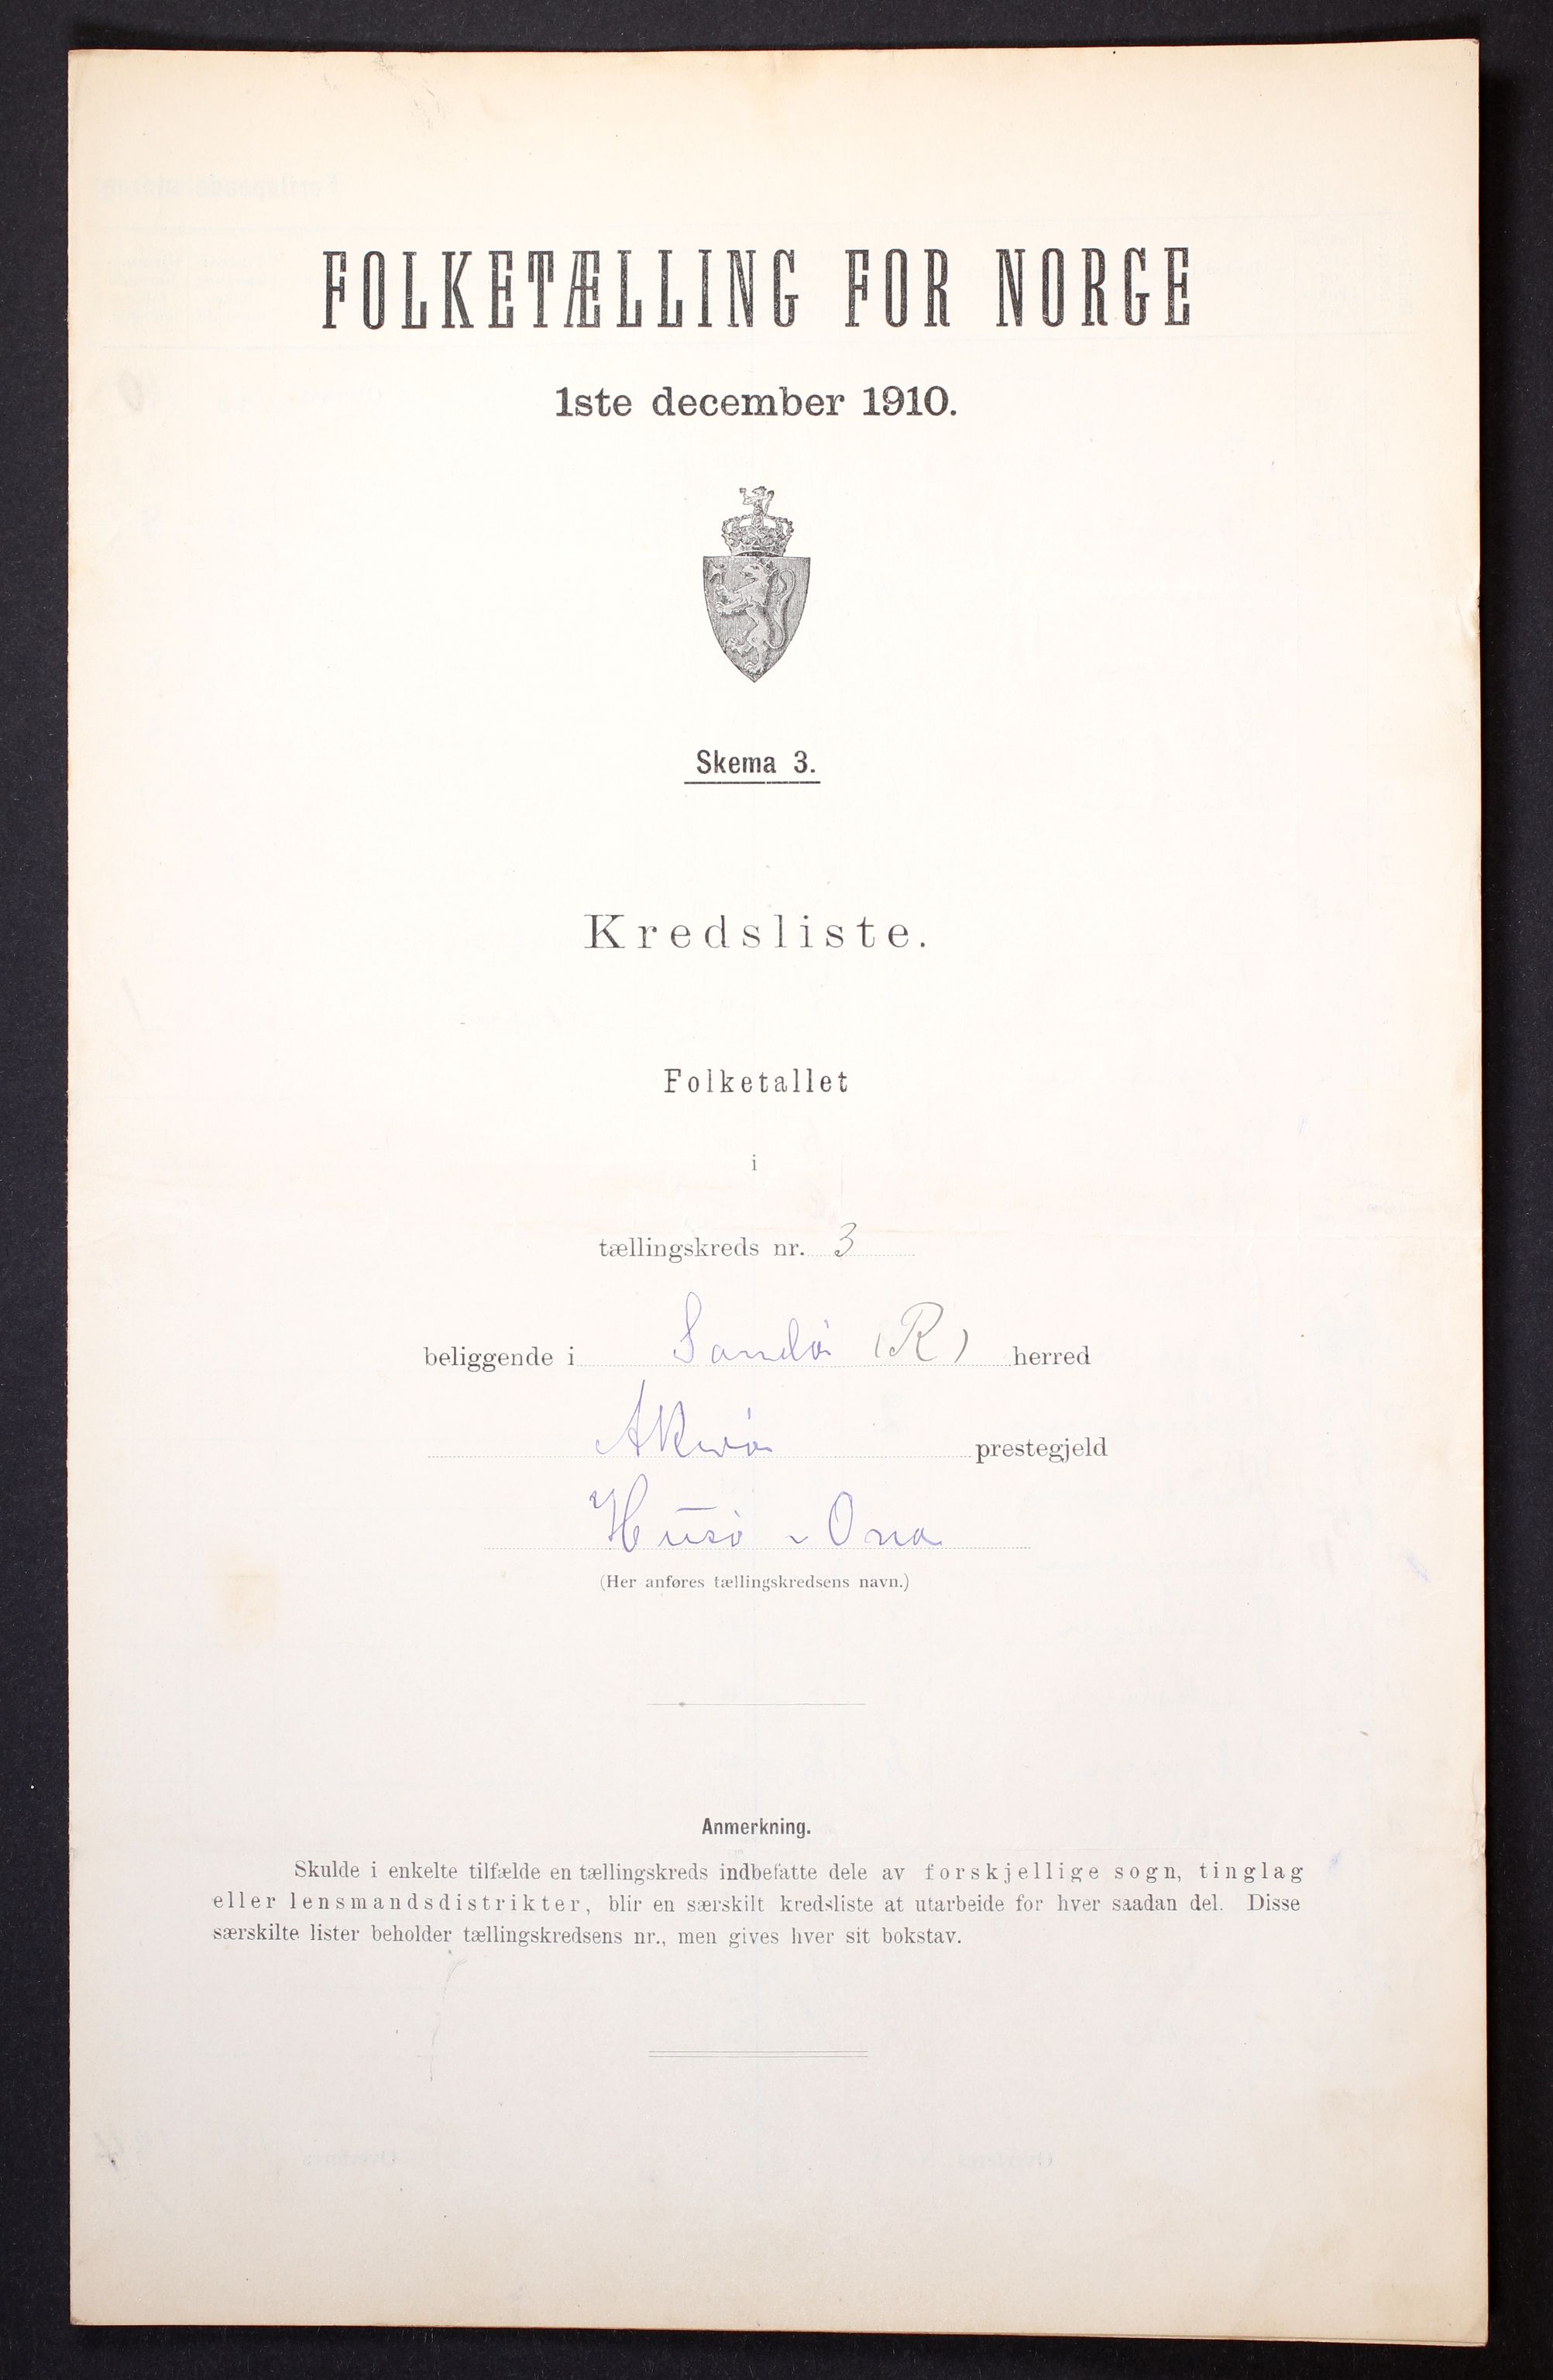 FOLKETÆLLING FOR NORGE
1ste december 1910.
Skema 3.
Kredsliste.
Folketallet
i
tællingskreds nr. 3
beliggende i Sandö (R) herred
Akerö prestegjeld
Husö - Ona
(Her anføres tællingskredsens navn.)
Anmerkning.
Skulde i enkelte tilfælde en tællingskreds indbefatte dele av forskjellige sogn, tinglag
eller lensmandsdistrikter, blir en særskilt kredsliste at utarbeide for hver saadan del. Disse
særskilte lister beholder tællingskredsens nr., men gives hver sit bokstav.